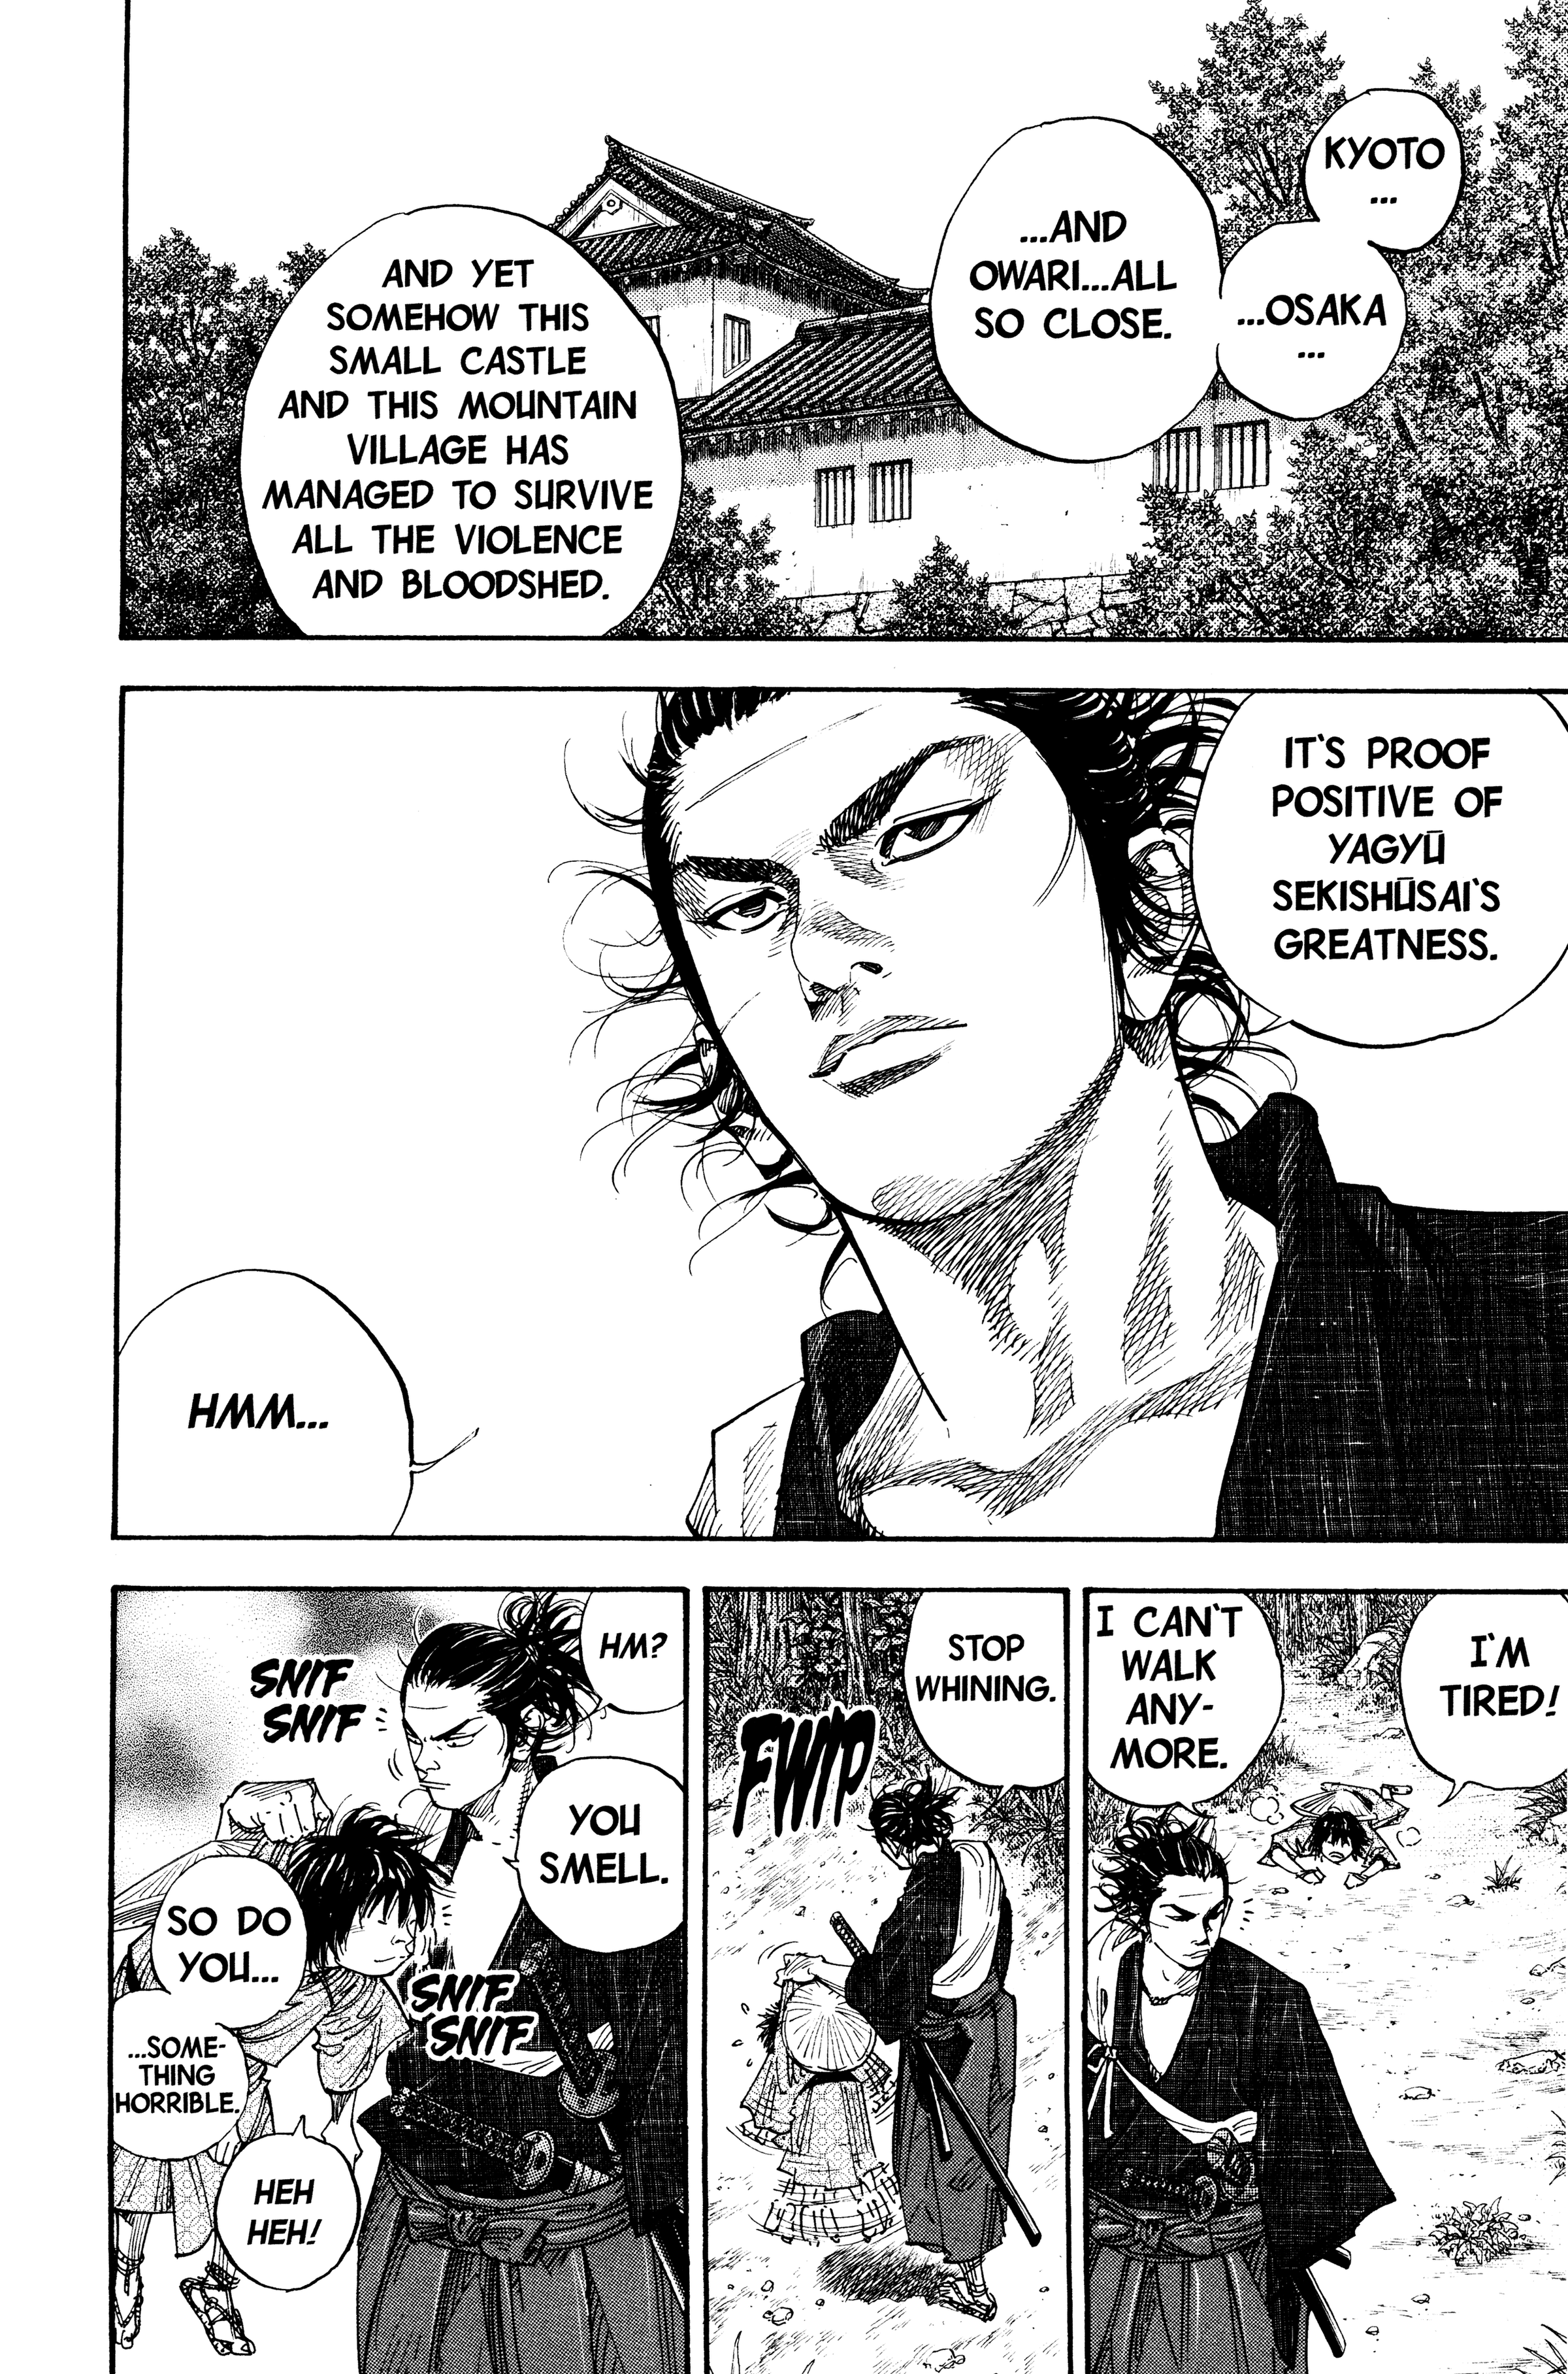 KYOTO
...
...OSAKA
...
...AND
OWARI...ALL
SO CLOSE.
AND YET
SOMEHOW THIS
SMALL CASTLE
AND THIS MOUNTAIN
VILLAGE HAS
MANAGED TO SURVIVE
ALL THE VIOLENCE
AND BLOODSHED.
IT'S PROOF
POSITIVE OF
YAGYŪ
SEKISHŪSAI'S
GREATNESS.
HMM...
I'M
TIRED!
I CAN'T
WALK
ANY-
MORE.
STOP
WHINING.
FWIP
HM?
SNIF
SNIF
YOU
SMELL.
SO DO
YOU...
SNIF
SNIF
...SOME-
THING
HORRIBLE.
HEH
HEH!